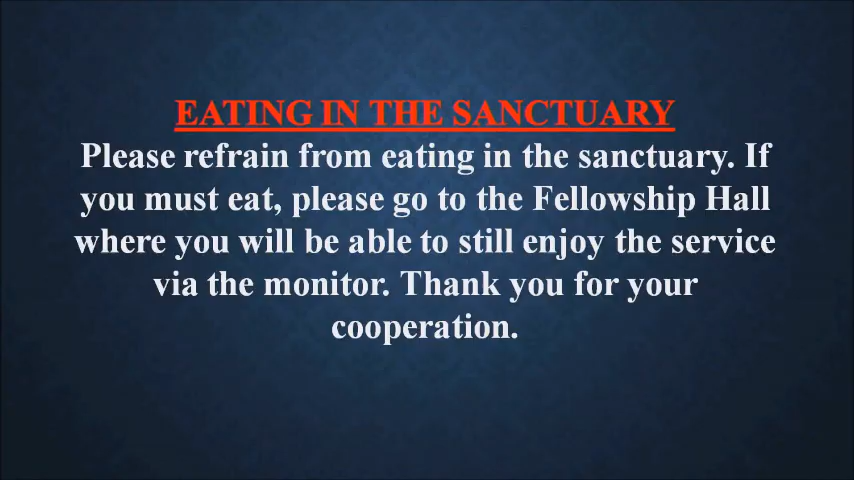 EATING IN THE SANCTUARY
Please refrain from eating in the sanctuary. If
you must eat, please go to the Fellowship Hall
where you will be able to still enjoy the service
via the monitor. Thank you for your
cooperation.